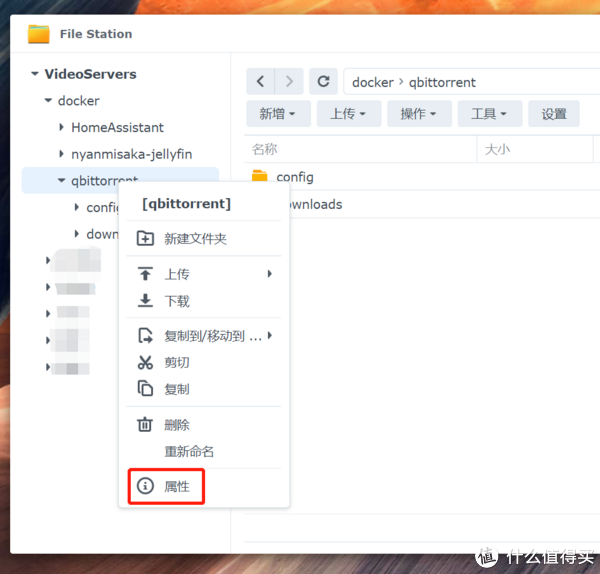 File Station
VideoServers
docker
HomeAssistant
nyanmisaka-jellyfin
qbittorrent
config
down
docker > qbittorrent
新增
上传
操作
工具
设置
名称
大小
config
ownloads
[qbittorrent]
新建文件夹
上传
下载
复制到/移动到 ...
剪切
复制
删除
重新命名
属性
值 什么值得买